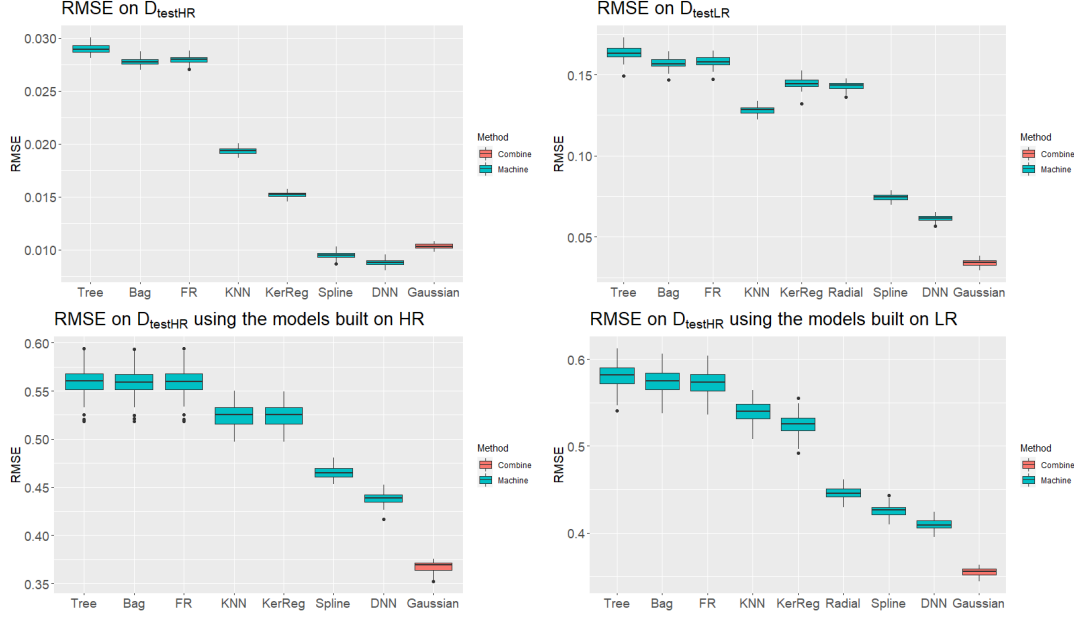 RMSE on DtestHR
RMSE
0.030
0.025
0.020
0.015
0.010
Tree Bag FR KNN KerReg Spline DNN Gaussian
Method
Combine
Machine
RMSE on DtestLR
RMSE
0.15
0.10
0.05
Tree Bag FR KNN KerReg Radial Spline DNN Gaussian
Method
Combine
Machine
RMSE on DtestHR using the models built on HR
RMSE
0.60
0.55
0.50
0.45
0.40
0.35
Tree Bag FR KNN KerReg Spline DNN Gaussian
Method
Combine
Machine
RMSE on DtestHR using the models built on LR
RMSE
0.6
0.5
0.4
Tree Bag FR KNN KerReg Radial Spline DNN Gaussian
Method
Combine
Machine